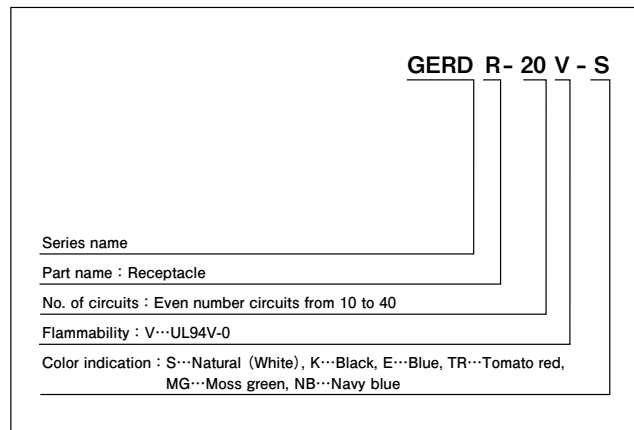 GERD R - 20 V - S
Series name
Part name：Receptacle
No. of circuits：Even number circuits from 10 to 40
Flammability：V…UL94V-0
Color indication：S…Natural (White), K…Black, E…Blue, TR…Tomato red,
MG…Moss green, NB…Navy blue